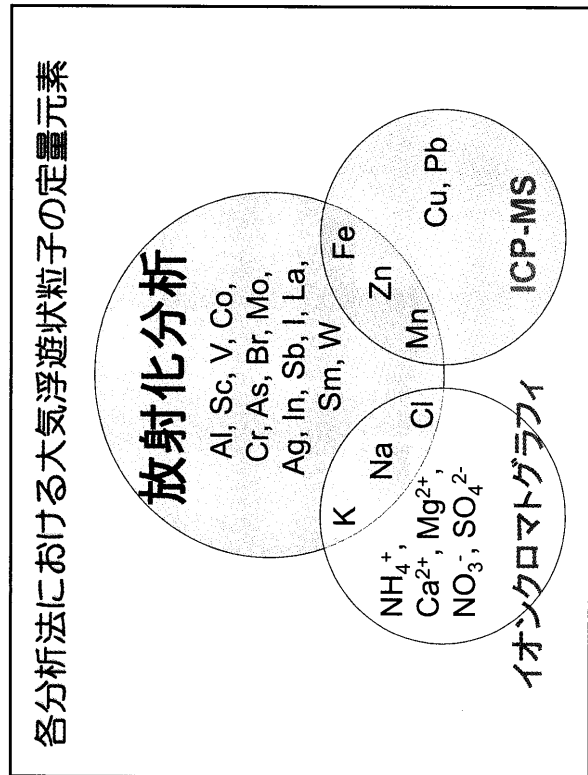 各分析法における大気浮遊状粒子の定量元素
放射化分析
Al, Sc, V, Co,
Cr, As, Br, Mo,
Ag, In, Sb, I, La,
Sm, W
K
Na
Cl
Mn
Zn
Fe
NH₄⁺,
Ca²⁺, Mg²⁺,
NO₃⁻, SO₄²⁻
イオンクロマトグラフィ
Cu, Pb
ICP-MS